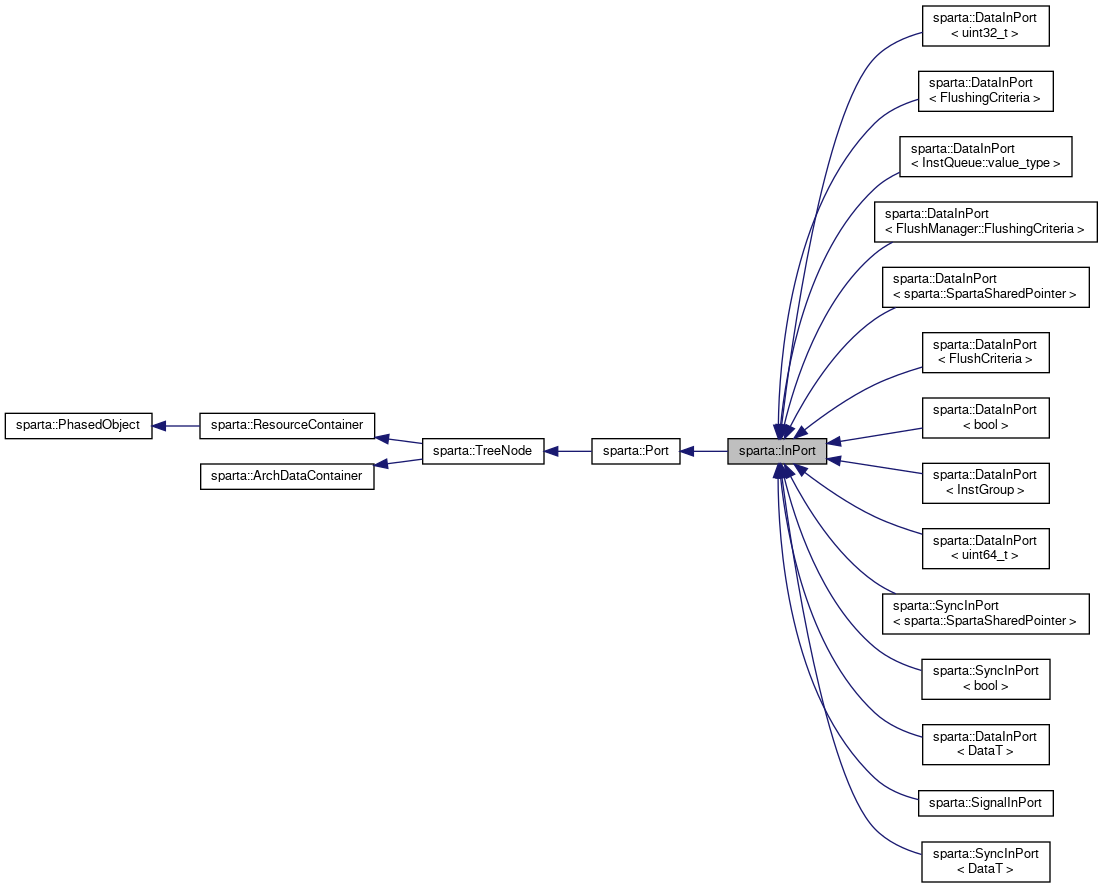 sparta::PhasedObject
sparta::ResourceContainer
sparta::ArchDataContainer
sparta::TreeNode
sparta::Port
sparta::InPort
sparta::DataInPort
< uint32_t >
sparta::DataInPort
< FlushingCriteria >
sparta::DataInPort
< InstQueue::value_type >
sparta::DataInPort
< FlushManager::FlushingCriteria >
sparta::DataInPort
< sparta::SpartaSharedPointer >
sparta::DataInPort
< FlushCriteria >
sparta::DataInPort
< bool >
sparta::DataInPort
< InstGroup >
sparta::DataInPort
< uint64_t >
sparta::SyncInPort
< sparta::SpartaSharedPointer >
sparta::SyncInPort
< bool >
sparta::DataInPort
< DataT >
sparta::SignalInPort
sparta::SyncInPort
< DataT >